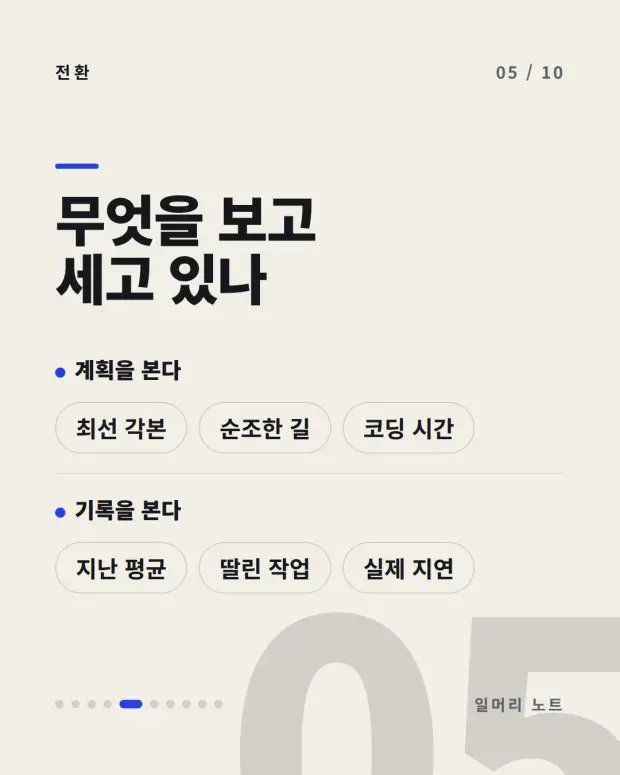 전환
05 / 10
무엇을 보고
세고 있나
계획을 본다
최선 각본 순조한 길 코딩 시간
기록을 본다
지난 평균 딸린 작업 실제 지연
05
일머리 노트